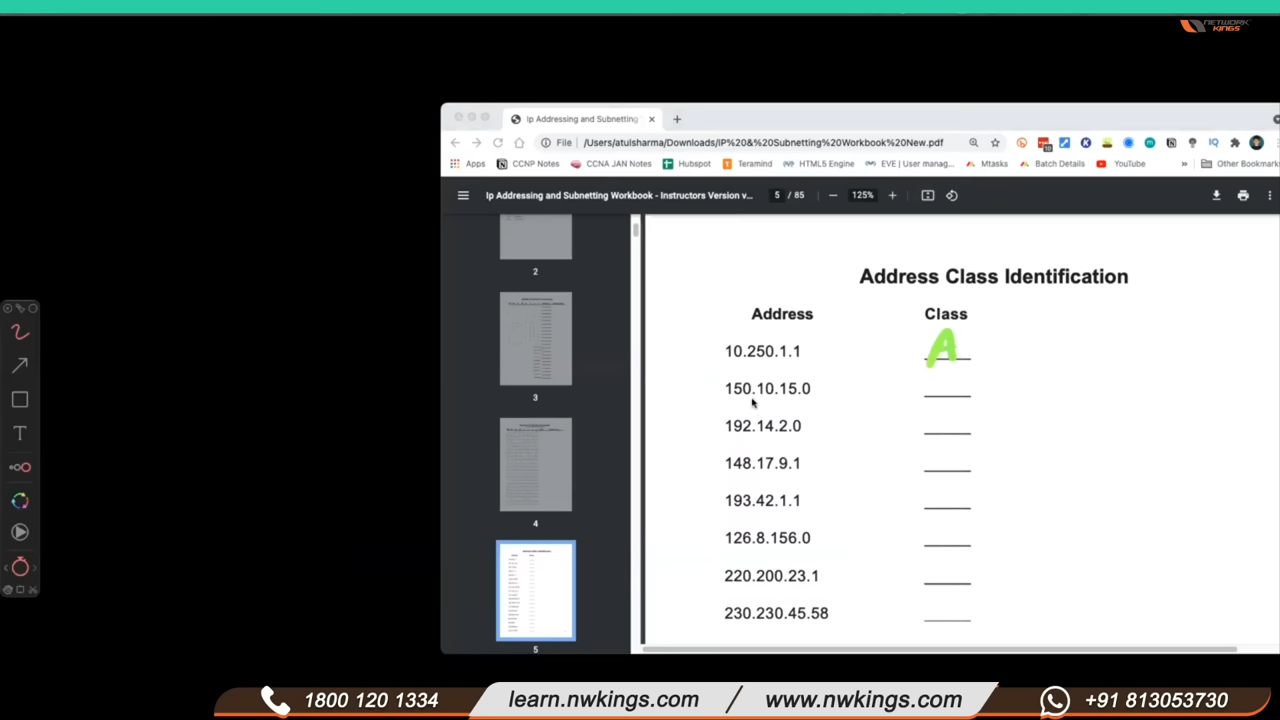 NETWORK
KINGS
Ip Addressing and Subnetting
File /Users/atulsharma/Downloads/IP%20&%20Subnetting%20Workbook%20New.pdf
Apps CCNP Notes CCNA JAN Notes Hubspot Teramind HTML5 Engine EVE | User manag... Mtasks Batch Details YouTube » Other Bookmarks
Ip Addressing and Subnetting Workbook - Instructors Version v... 5 / 85 − 125% +
2
3
4
5
Address Class Identification
Address Class
10.250.1.1 A
150.10.15.0
192.14.2.0
148.17.9.1
193.42.1.1
126.8.156.0
220.200.23.1
230.230.45.58
1800 120 1334 learn.nwkings.com / www.nwkings.com +91 813053730